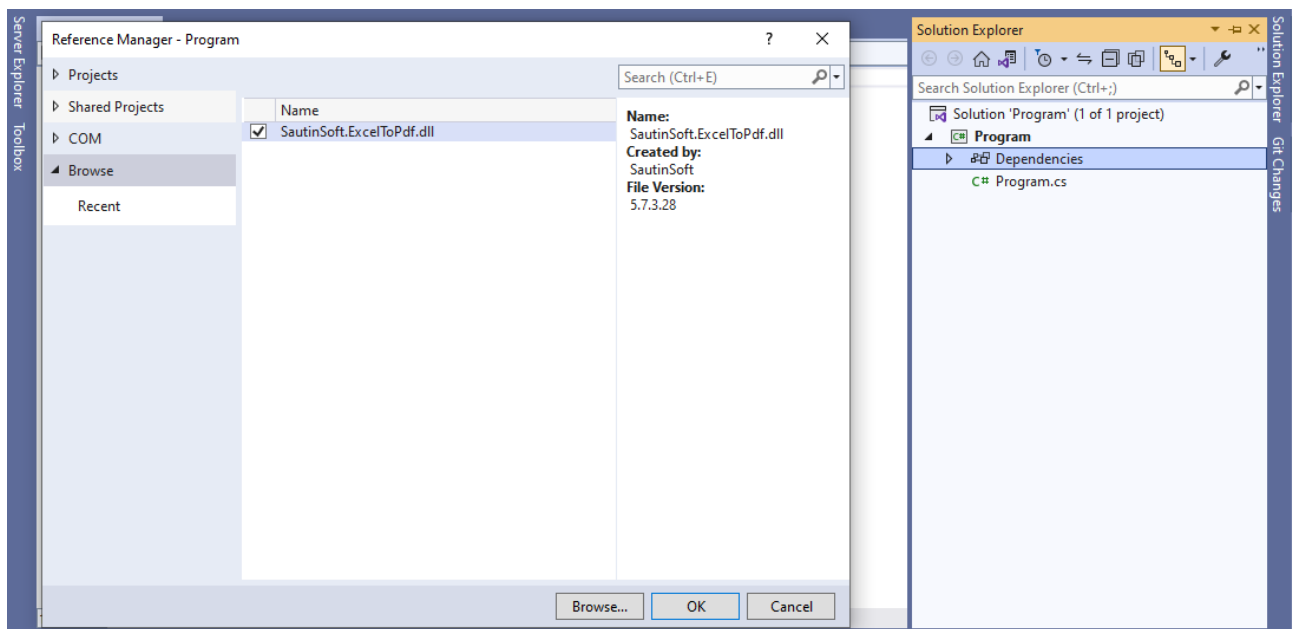 Server Explorer
Toolbox
Reference Manager - Program
?
Projects
Shared Projects
COM
Browse
Recent
Name
SautinSoft.ExcelToPdf.dll
Search (Ctrl+E)
Name:
SautinSoft.ExcelToPdf.dll
Created by:
SautinSoft
File Version:
5.7.3.28
Browse...
OK
Cancel
Solution Explorer
Search Solution Explorer (Ctrl+;)
Solution 'Program' (1 of 1 project)
C# Program
Dependencies
C# Program.cs
Solution Explorer
Git Changes